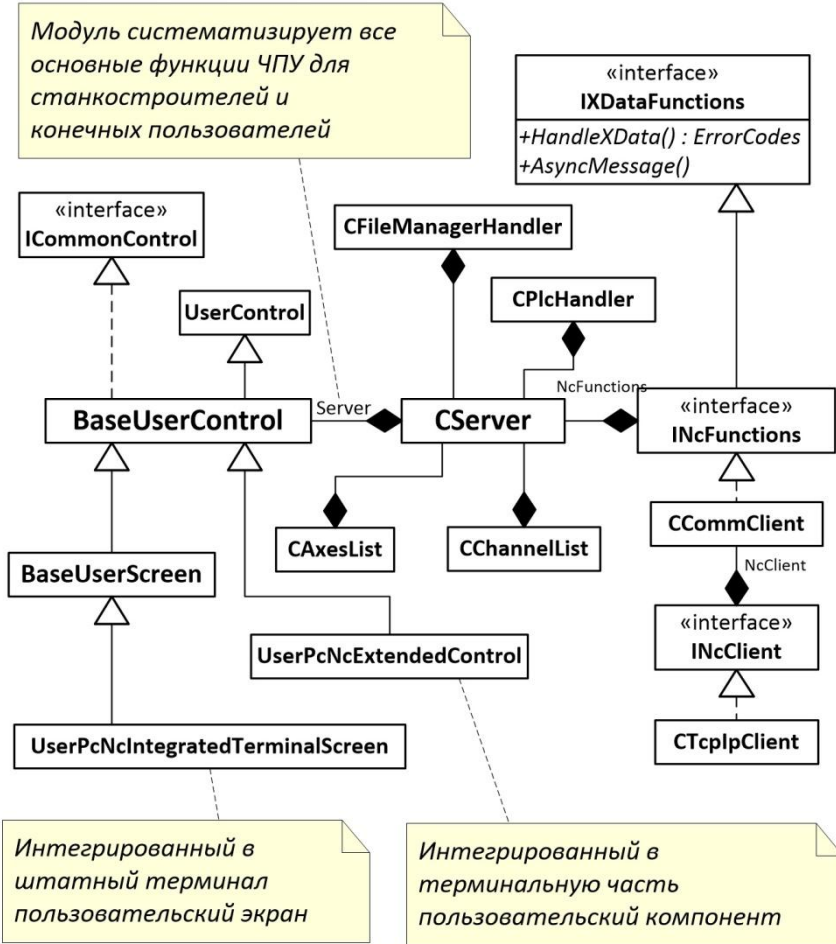 Модуль систематизирует все
основные функции ЧПУ для
станкостроителей и
конечных пользователей
«interface»
IXDataFunctions
+HandleXData() : ErrorCodes
+AsyncMessage()
«interface»
ICommonControl
CFileManagerHandler
UserControl
CPlcHandler
BaseUserControl
Server
CServer
NcFunctions
«interface»
INcFunctions
CAxesList
CChannelList
CCommClient
NcClient
BaseUserScreen
«interface»
INcClient
UserPcNcExtendedControl
UserPcNcIntegratedTerminalScreen
CTcpIpClient
Интегрированный в
штатный терминал
пользовательский экран
Интегрированный в
терминальную часть
пользовательский компонент